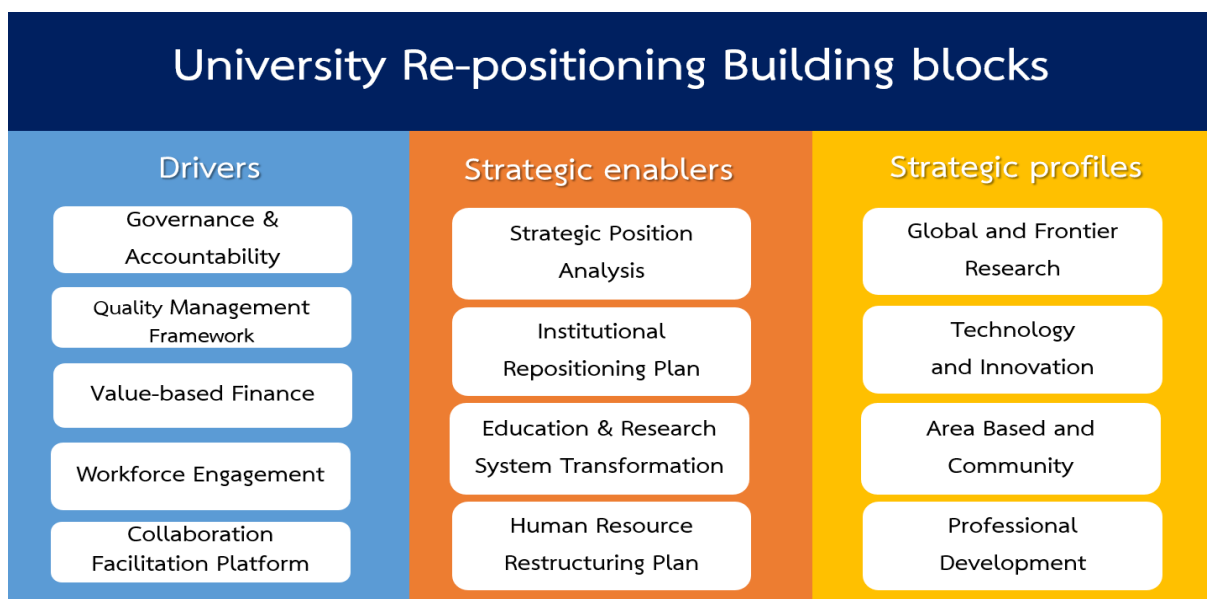 University Re-positioning Building blocks
Drivers
Governance &
Accountability
Quality Management
Framework
Value-based Finance
Workforce Engagement
Collaboration
Facilitation Platform
Strategic enablers
Strategic Position
Analysis
Institutional
Repositioning Plan
Education & Research
System Transformation
Human Resource
Restructuring Plan
Strategic profiles
Global and Frontier
Research
Technology
and Innovation
Area Based and
Community
Professional
Development